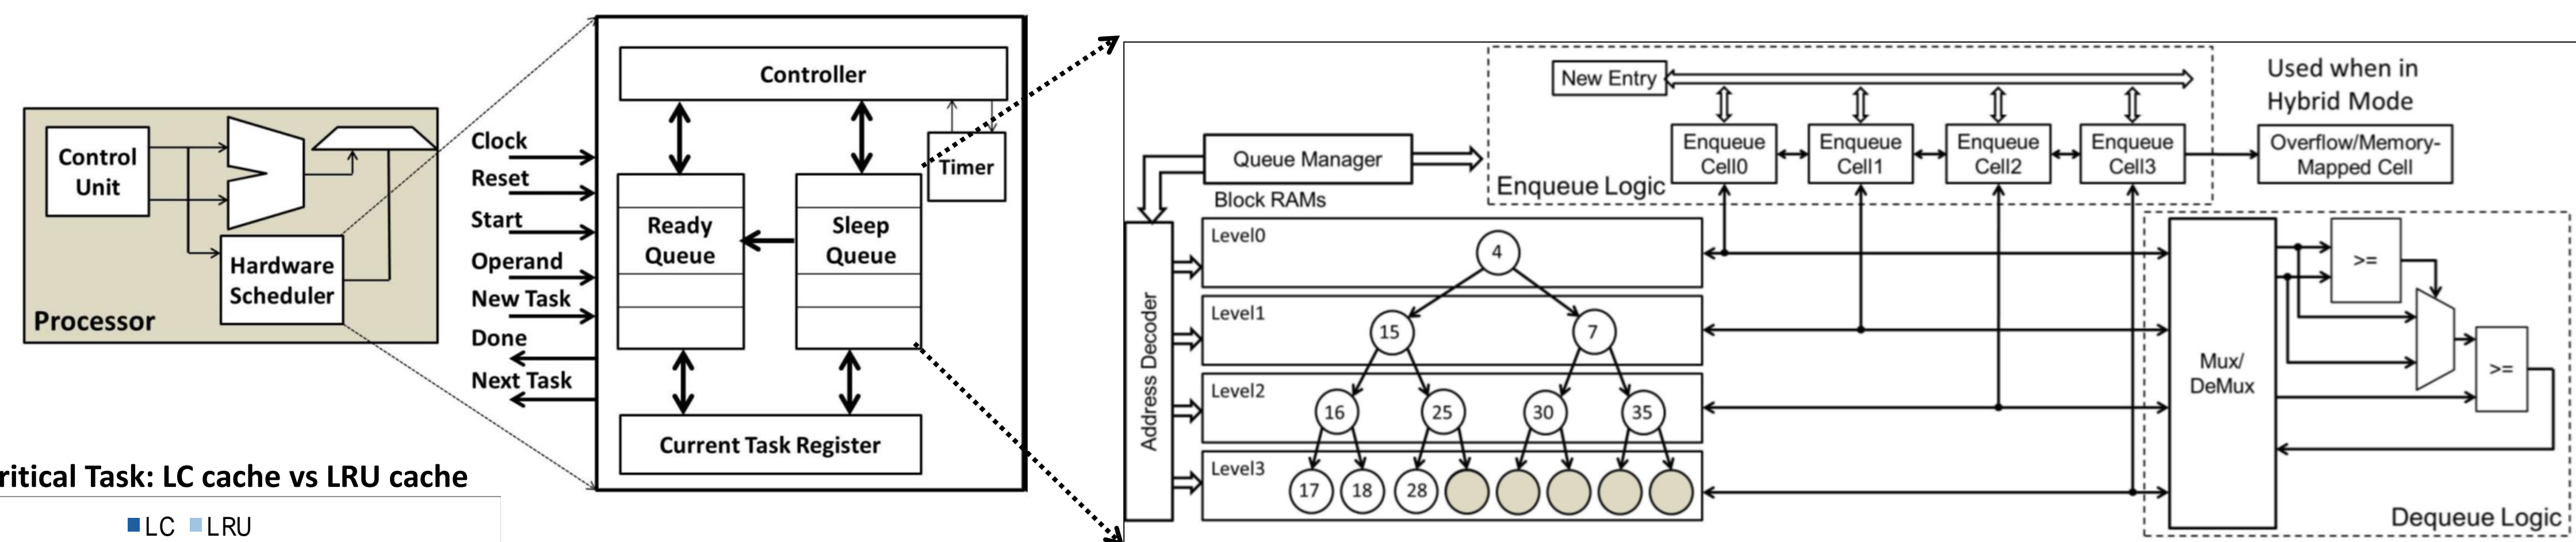 Control
Unit
Hardware
Scheduler
Processor
ritical Task: LC cache vs LRU cache
LC
LRU
Clock
Reset
Start
Operand
New Task
Done
Next Task
Controller
Timer
Ready
Queue
Sleep
Queue
Current Task Register
Queue Manager
Block RAMs
Address Decoder
New Entry
Enqueue
Cell0
Enqueue
Cell1
Enqueue
Cell2
Enqueue
Cell3
Enqueue Logic
Used when in
Hybrid Mode
Overflow/Memory-
Mapped Cell
Level0
4
Level1
15
7
Level2
16
25
30
35
Level3
17
18
28
Mux/
DeMux
>=
>=
Dequeue Logic